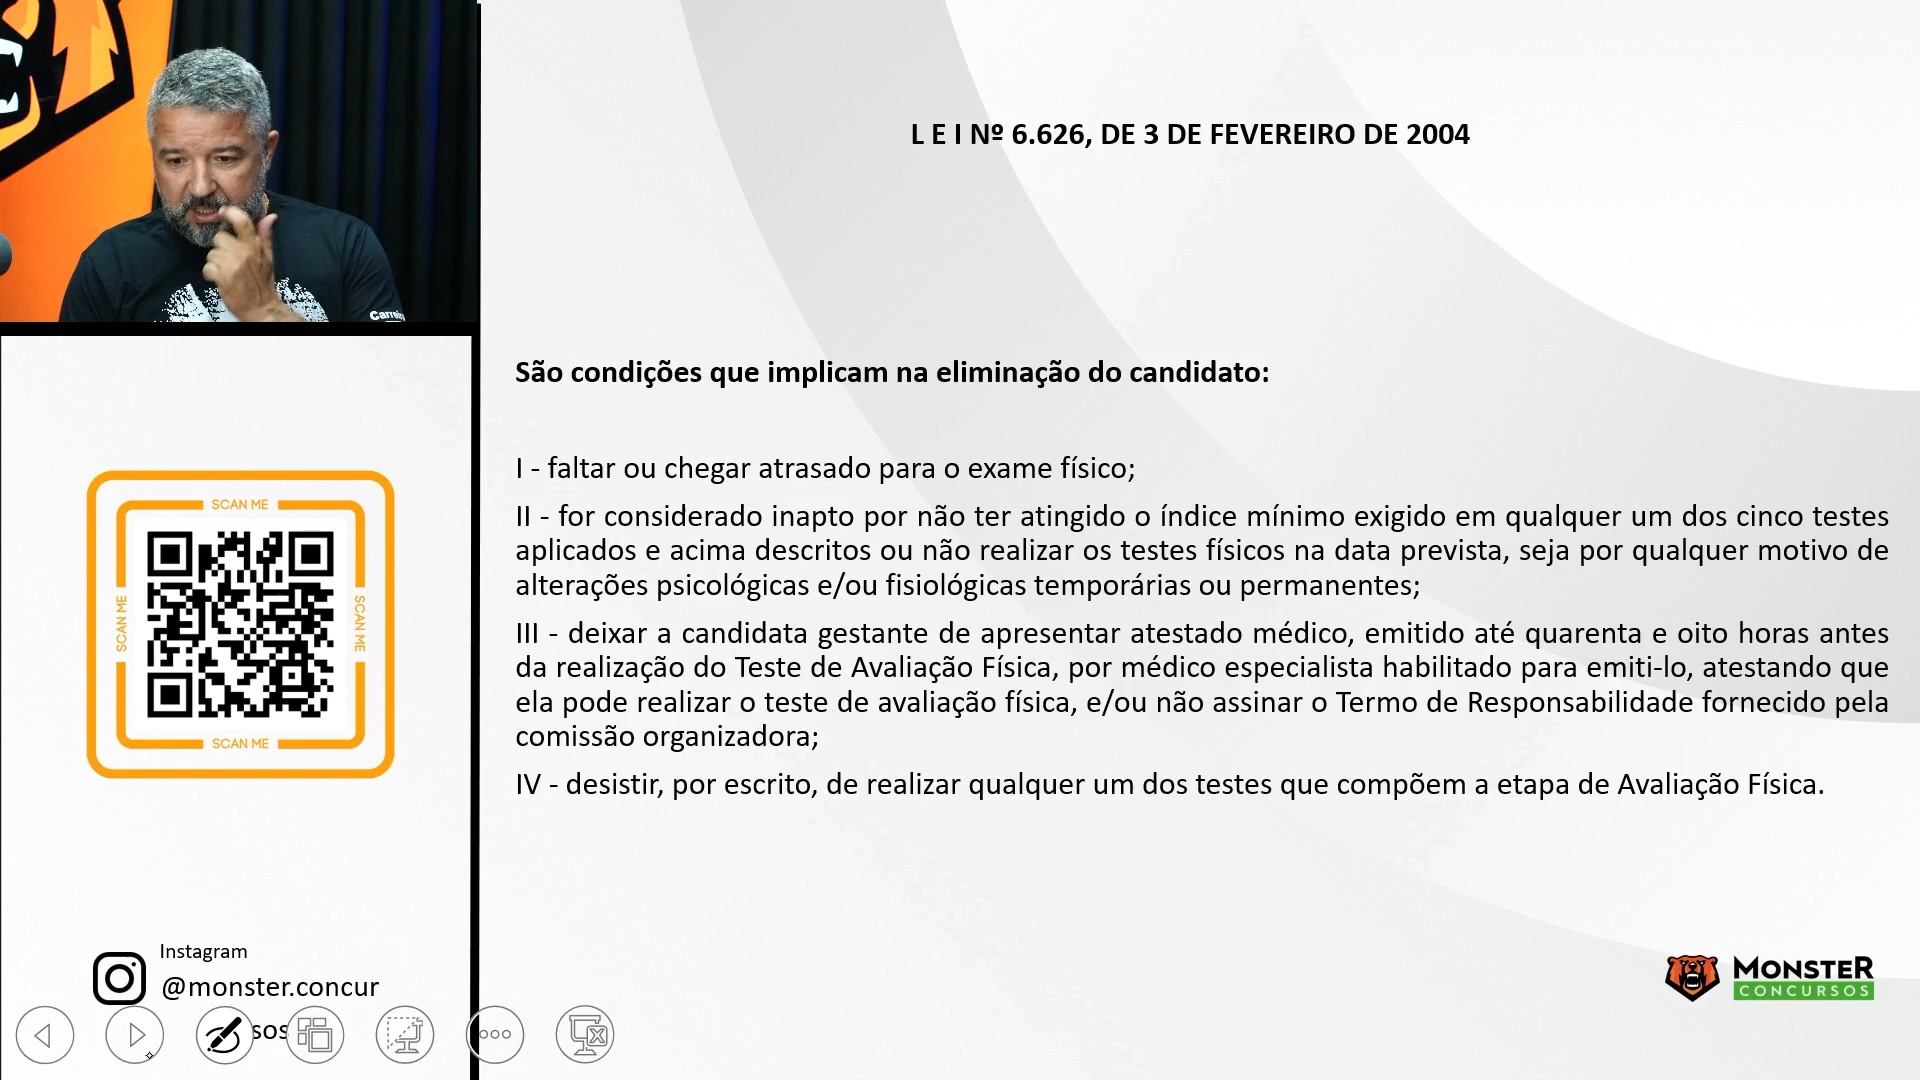 L E I Nº 6.626, DE 3 DE FEVEREIRO DE 2004
São condições que implicam na eliminação do candidato:
I - faltar ou chegar atrasado para o exame físico;
II - for considerado inapto por não ter atingido o índice mínimo exigido em qualquer um dos cinco testes
aplicados e acima descritos ou não realizar os testes físicos na data prevista, seja por qualquer motivo de
alterações psicológicas e/ou fisiológicas temporárias ou permanentes;
III - deixar a candidata gestante de apresentar atestado médico, emitido até quarenta e oito horas antes
da realização do Teste de Avaliação Física, por médico especialista habilitado para emiti-lo, atestando que
ela pode realizar o teste de avaliação física, e/ou não assinar o Termo de Responsabilidade fornecido pela
comissão organizadora;
IV - desistir, por escrito, de realizar qualquer um dos testes que compõem a etapa de Avaliação Física.
SCAN ME
SCAN ME
SCAN ME
SCAN ME
Instagram
@monster.concur
sos
MONSTER
CONCURSOS